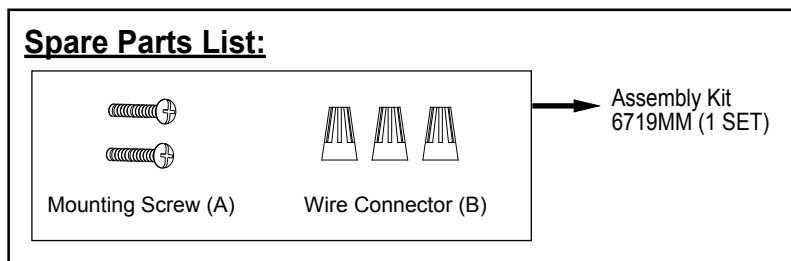 Spare Parts List:
Assembly Kit
6719MM (1 SET)
Mounting Screw (A)
Wire Connector (B)